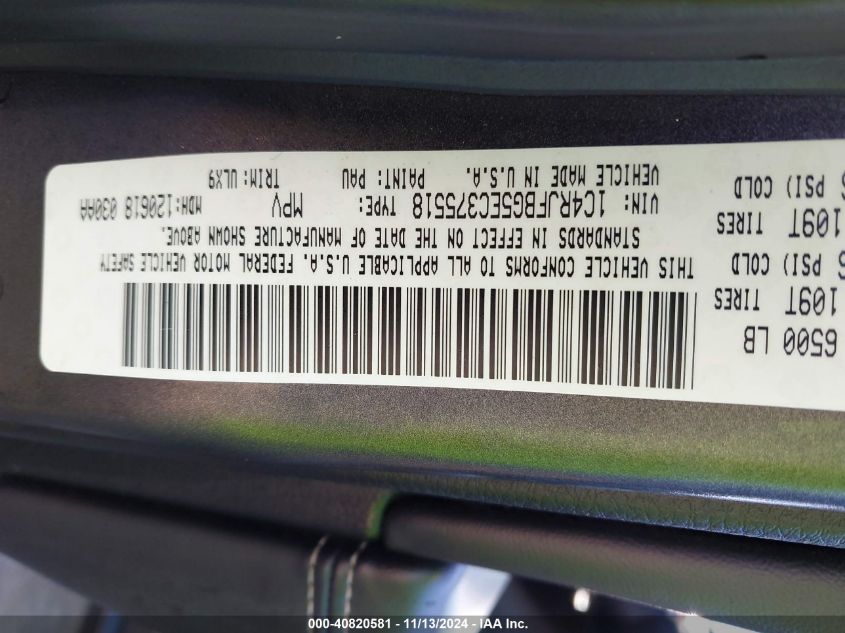 6500 LB
109T TIRES
PSI) COLD
109T TIRES
PSI) COLD
THIS VEHICLE CONFORMS TO ALL APPLICABLE U.S.A. FEDERAL MOTOR VEHICLE SAFETY
STANDARDS IN EFFECT ON THE DATE OF MANUFACTURE SHOWN ABOVE.
VIN: 1C4RJFBG5EC375518 TYPE: MPV MDH:120618 030AA
VEHICLE MADE IN U.S.A. PAINT: PAU TRIM: ULX9
000-40820581 - 11/13/2024 - IAA Inc.